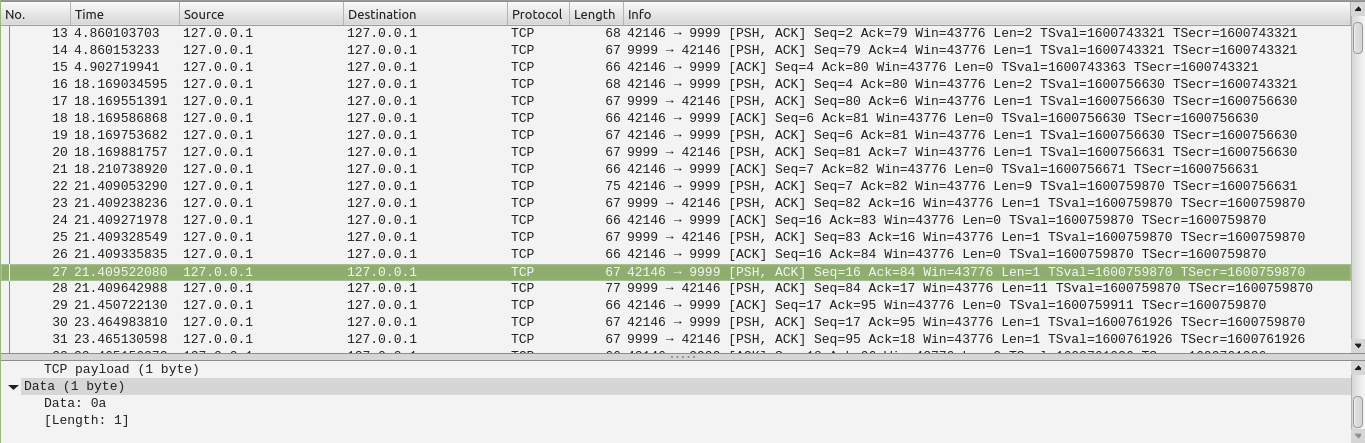 No. Time Source Destination Protocol Length Info
13 4.860103703 127.0.0.1 127.0.0.1 TCP 68 42146 → 9999 [PSH, ACK] Seq=2 Ack=79 Win=43776 Len=2 TSval=1600743321 TSecr=1600743321
14 4.860153233 127.0.0.1 127.0.0.1 TCP 67 9999 → 42146 [PSH, ACK] Seq=79 Ack=4 Win=43776 Len=1 TSval=1600743321 TSecr=1600743321
15 4.902719941 127.0.0.1 127.0.0.1 TCP 66 42146 → 9999 [ACK] Seq=4 Ack=80 Win=43776 Len=0 TSval=1600743363 TSecr=1600743321
16 18.169034595 127.0.0.1 127.0.0.1 TCP 68 42146 → 9999 [PSH, ACK] Seq=4 Ack=80 Win=43776 Len=2 TSval=1600756630 TSecr=1600743321
17 18.169551391 127.0.0.1 127.0.0.1 TCP 67 9999 → 42146 [PSH, ACK] Seq=80 Ack=6 Win=43776 Len=1 TSval=1600756630 TSecr=1600756630
18 18.169586868 127.0.0.1 127.0.0.1 TCP 66 42146 → 9999 [ACK] Seq=6 Ack=81 Win=43776 Len=0 TSval=1600756630 TSecr=1600756630
19 18.169753682 127.0.0.1 127.0.0.1 TCP 67 42146 → 9999 [PSH, ACK] Seq=6 Ack=81 Win=43776 Len=1 TSval=1600756630 TSecr=1600756630
20 18.169881757 127.0.0.1 127.0.0.1 TCP 67 9999 → 42146 [PSH, ACK] Seq=81 Ack=7 Win=43776 Len=1 TSval=1600756631 TSecr=1600756630
21 18.210738920 127.0.0.1 127.0.0.1 TCP 66 42146 → 9999 [ACK] Seq=7 Ack=82 Win=43776 Len=0 TSval=1600756671 TSecr=1600756631
22 21.409053290 127.0.0.1 127.0.0.1 TCP 75 42146 → 9999 [PSH, ACK] Seq=7 Ack=82 Win=43776 Len=9 TSval=1600759870 TSecr=1600756631
23 21.409238236 127.0.0.1 127.0.0.1 TCP 67 9999 → 42146 [PSH, ACK] Seq=82 Ack=16 Win=43776 Len=1 TSval=1600759870 TSecr=1600759870
24 21.409271978 127.0.0.1 127.0.0.1 TCP 66 42146 → 9999 [ACK] Seq=16 Ack=83 Win=43776 Len=0 TSval=1600759870 TSecr=1600759870
25 21.409328549 127.0.0.1 127.0.0.1 TCP 67 9999 → 42146 [PSH, ACK] Seq=83 Ack=16 Win=43776 Len=1 TSval=1600759870 TSecr=1600759870
26 21.409335835 127.0.0.1 127.0.0.1 TCP 66 42146 → 9999 [ACK] Seq=16 Ack=84 Win=43776 Len=0 TSval=1600759870 TSecr=1600759870
27 21.409522080 127.0.0.1 127.0.0.1 TCP 67 42146 → 9999 [PSH, ACK] Seq=16 Ack=84 Win=43776 Len=1 TSval=1600759870 TSecr=1600759870
28 21.409642988 127.0.0.1 127.0.0.1 TCP 77 9999 → 42146 [PSH, ACK] Seq=84 Ack=17 Win=43776 Len=11 TSval=1600759870 TSecr=1600759870
29 21.450722130 127.0.0.1 127.0.0.1 TCP 66 42146 → 9999 [ACK] Seq=17 Ack=95 Win=43776 Len=0 TSval=1600759911 TSecr=1600759870
30 23.464983810 127.0.0.1 127.0.0.1 TCP 67 42146 → 9999 [PSH, ACK] Seq=17 Ack=95 Win=43776 Len=1 TSval=1600761926 TSecr=1600759870
31 23.465130598 127.0.0.1 127.0.0.1 TCP 67 9999 → 42146 [PSH, ACK] Seq=95 Ack=18 Win=43776 Len=1 TSval=1600761926 TSecr=1600761926
TCP payload (1 byte)
Data (1 byte)
Data: 0a
[Length: 1]